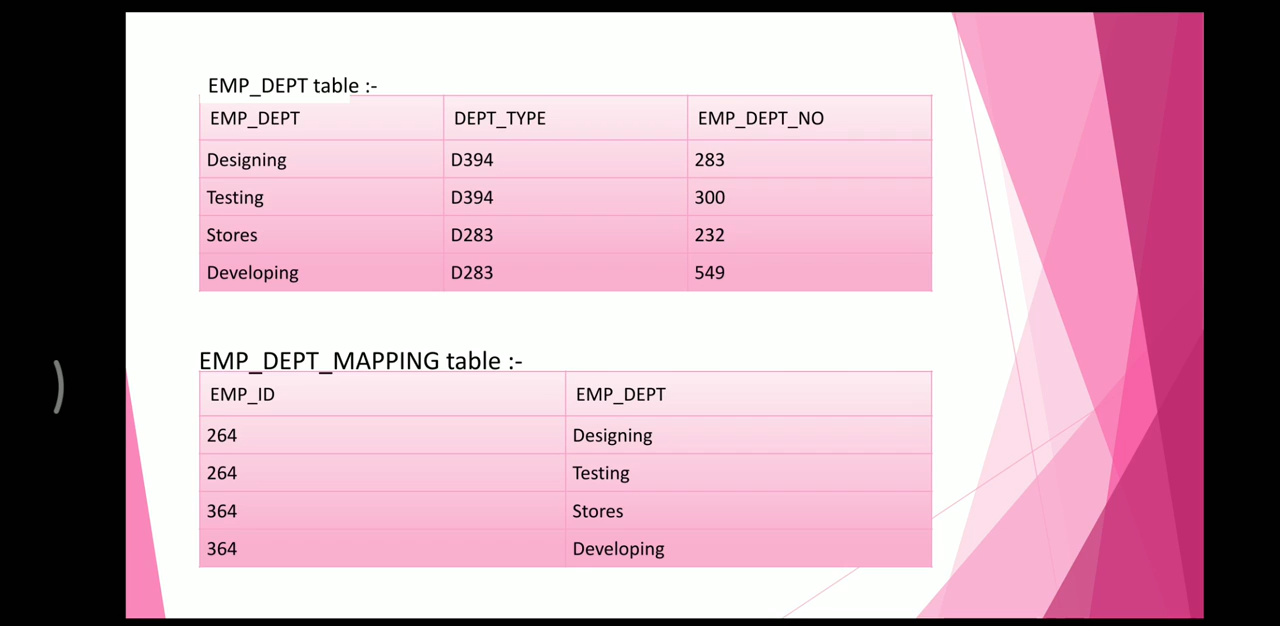 EMP_DEPT table :-
EMP_DEPT DEPT_TYPE EMP_DEPT_NO
Designing D394 283
Testing D394 300
Stores D283 232
Developing D283 549
EMP_DEPT_MAPPING table :-
EMP_ID EMP_DEPT
264 Designing
264 Testing
364 Stores
364 Developing